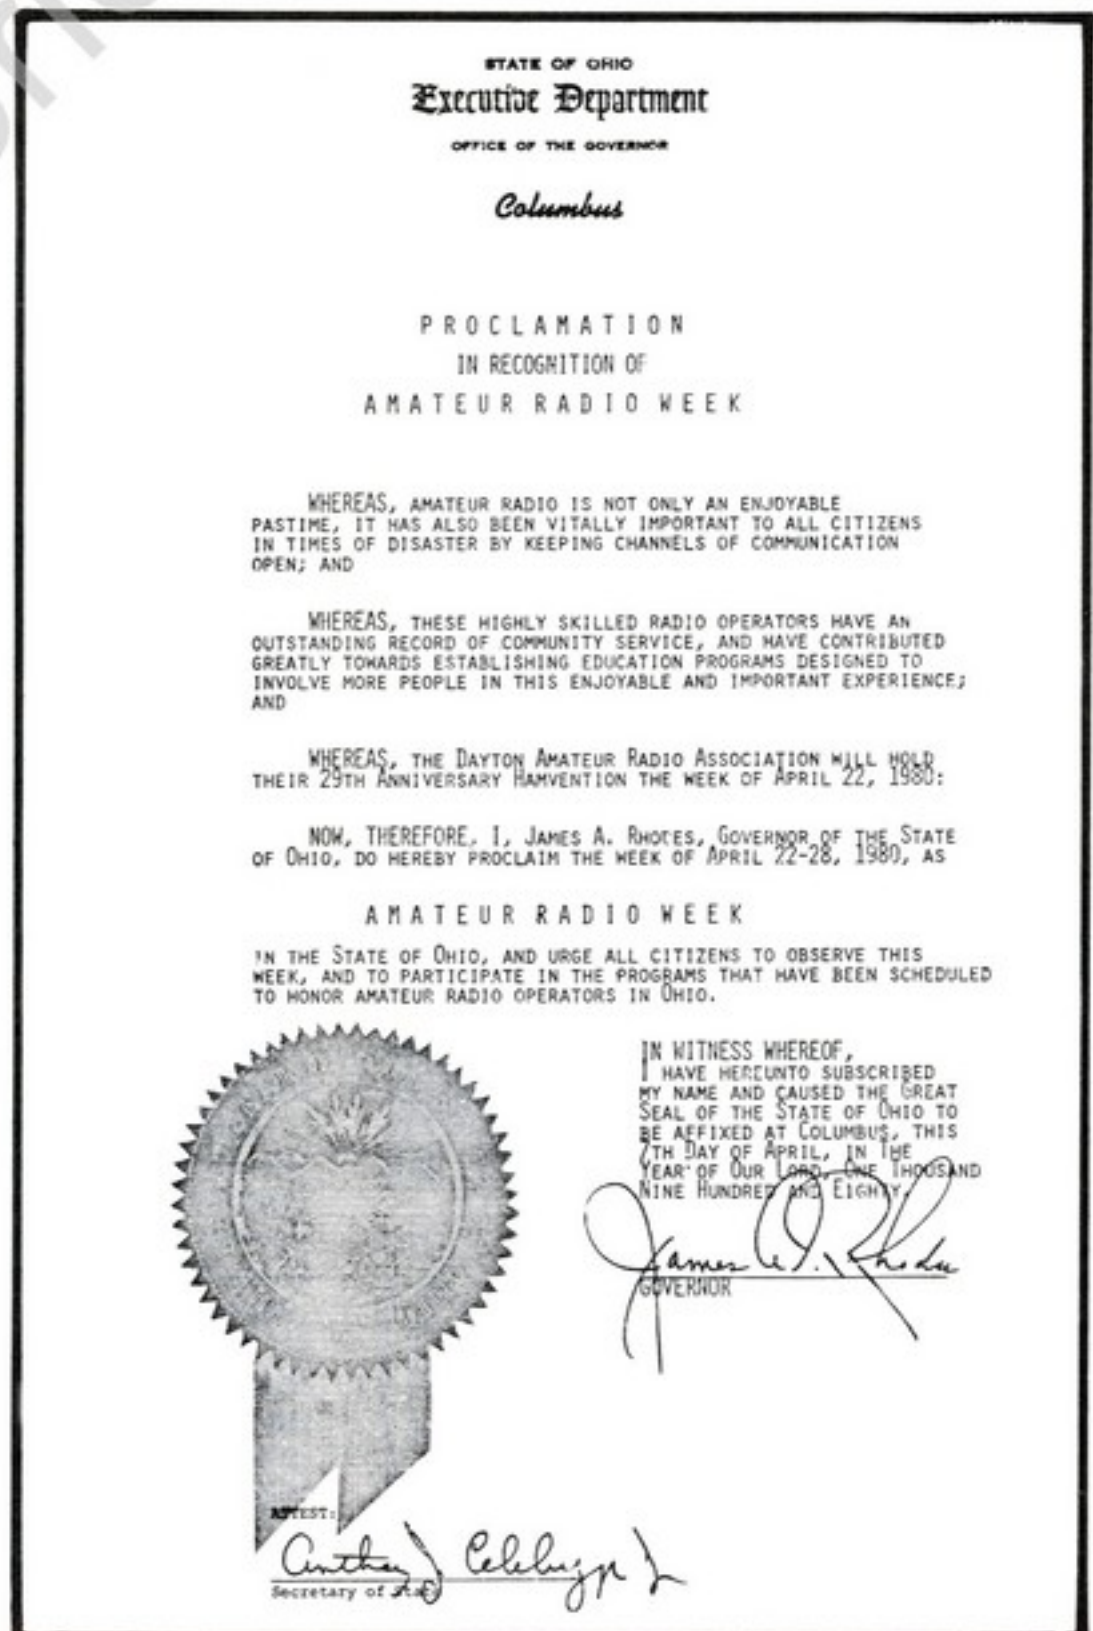 STATE OF OHIO
Executive Department
OFFICE OF THE GOVERNOR
Columbus
PROCLAMATION
IN RECOGNITION OF
AMATEUR RADIO WEEK
WHEREAS, AMATEUR RADIO IS NOT ONLY AN ENJOYABLE
PASTIME, IT HAS ALSO BEEN VITALLY IMPORTANT TO ALL CITIZENS
IN TIMES OF DISASTER BY KEEPING CHANNELS OF COMMUNICATION
OPEN; AND
WHEREAS, THESE HIGHLY SKILLED RADIO OPERATORS HAVE AN
OUTSTANDING RECORD OF COMMUNITY SERVICE, AND HAVE CONTRIBUTED
GREATLY TOWARDS ESTABLISHING EDUCATION PROGRAMS DESIGNED TO
INVOLVE MORE PEOPLE IN THIS ENJOYABLE AND IMPORTANT EXPERIENCE;
AND
WHEREAS, THE DAYTON AMATEUR RADIO ASSOCIATION WILL HOLD
THEIR 29TH ANNIVERSARY HAMVENTION THE WEEK OF APRIL 22, 1980:
NOW, THEREFORE, I, JAMES A. RHODES, GOVERNOR OF THE STATE
OF OHIO, DO HEREBY PROCLAIM THE WEEK OF APRIL 22-28, 1980, AS
AMATEUR RADIO WEEK
IN THE STATE OF OHIO, AND URGE ALL CITIZENS TO OBSERVE THIS
WEEK, AND TO PARTICIPATE IN THE PROGRAMS THAT HAVE BEEN SCHEDULED
TO HONOR AMATEUR RADIO OPERATORS IN OHIO.
IN WITNESS WHEREOF,
I HAVE HEREUNTO SUBSCRIBED
MY NAME AND CAUSED THE GREAT
SEAL OF THE STATE OF OHIO TO
BE AFFIXED AT COLUMBUS, THIS
7TH DAY OF APRIL, IN THE
YEAR OF OUR LORD, ONE THOUSAND
NINE HUNDRED AND EIGHTY.
James A. Rhodes
GOVERNOR
ATTEST:
Anthony J. Celebrezze Jr
Secretary of State